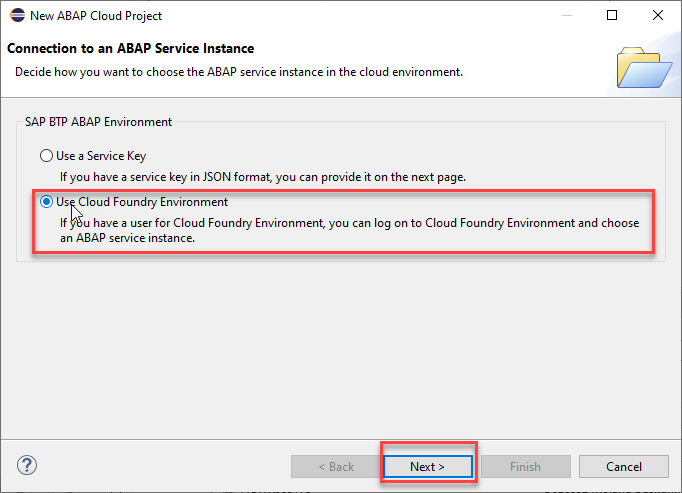 New ABAP Cloud Project
Connection to an ABAP Service Instance
Decide how you want to choose the ABAP service instance in the cloud environment.
SAP BTP ABAP Environment
Use a Service Key
If you have a service key in JSON format, you can provide it on the next page.
Use Cloud Foundry Environment
If you have a user for Cloud Foundry Environment, you can log on to Cloud Foundry Environment and choose
an ABAP service instance.
?
< Back
Next >
Finish
Cancel